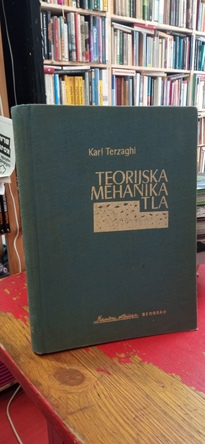 Karl Terzaghi
TEORIJSKA
MEHANIKA
TLA
BEOGRAD